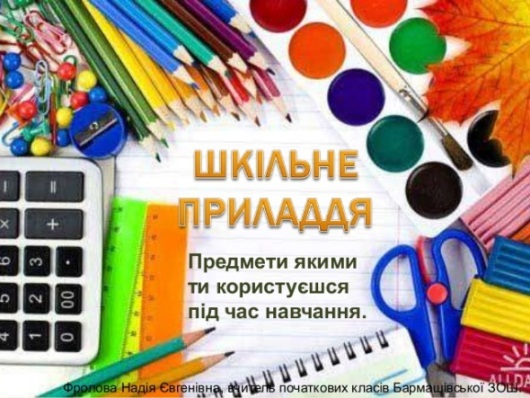 ШКІЛЬНЕ
ПРИЛАДДЯ
Предмети якими
ти користуєшся
під час навчання.
Фролова Надія Євгенівна, вчитель початкових класів Бармашівської ЗОШ